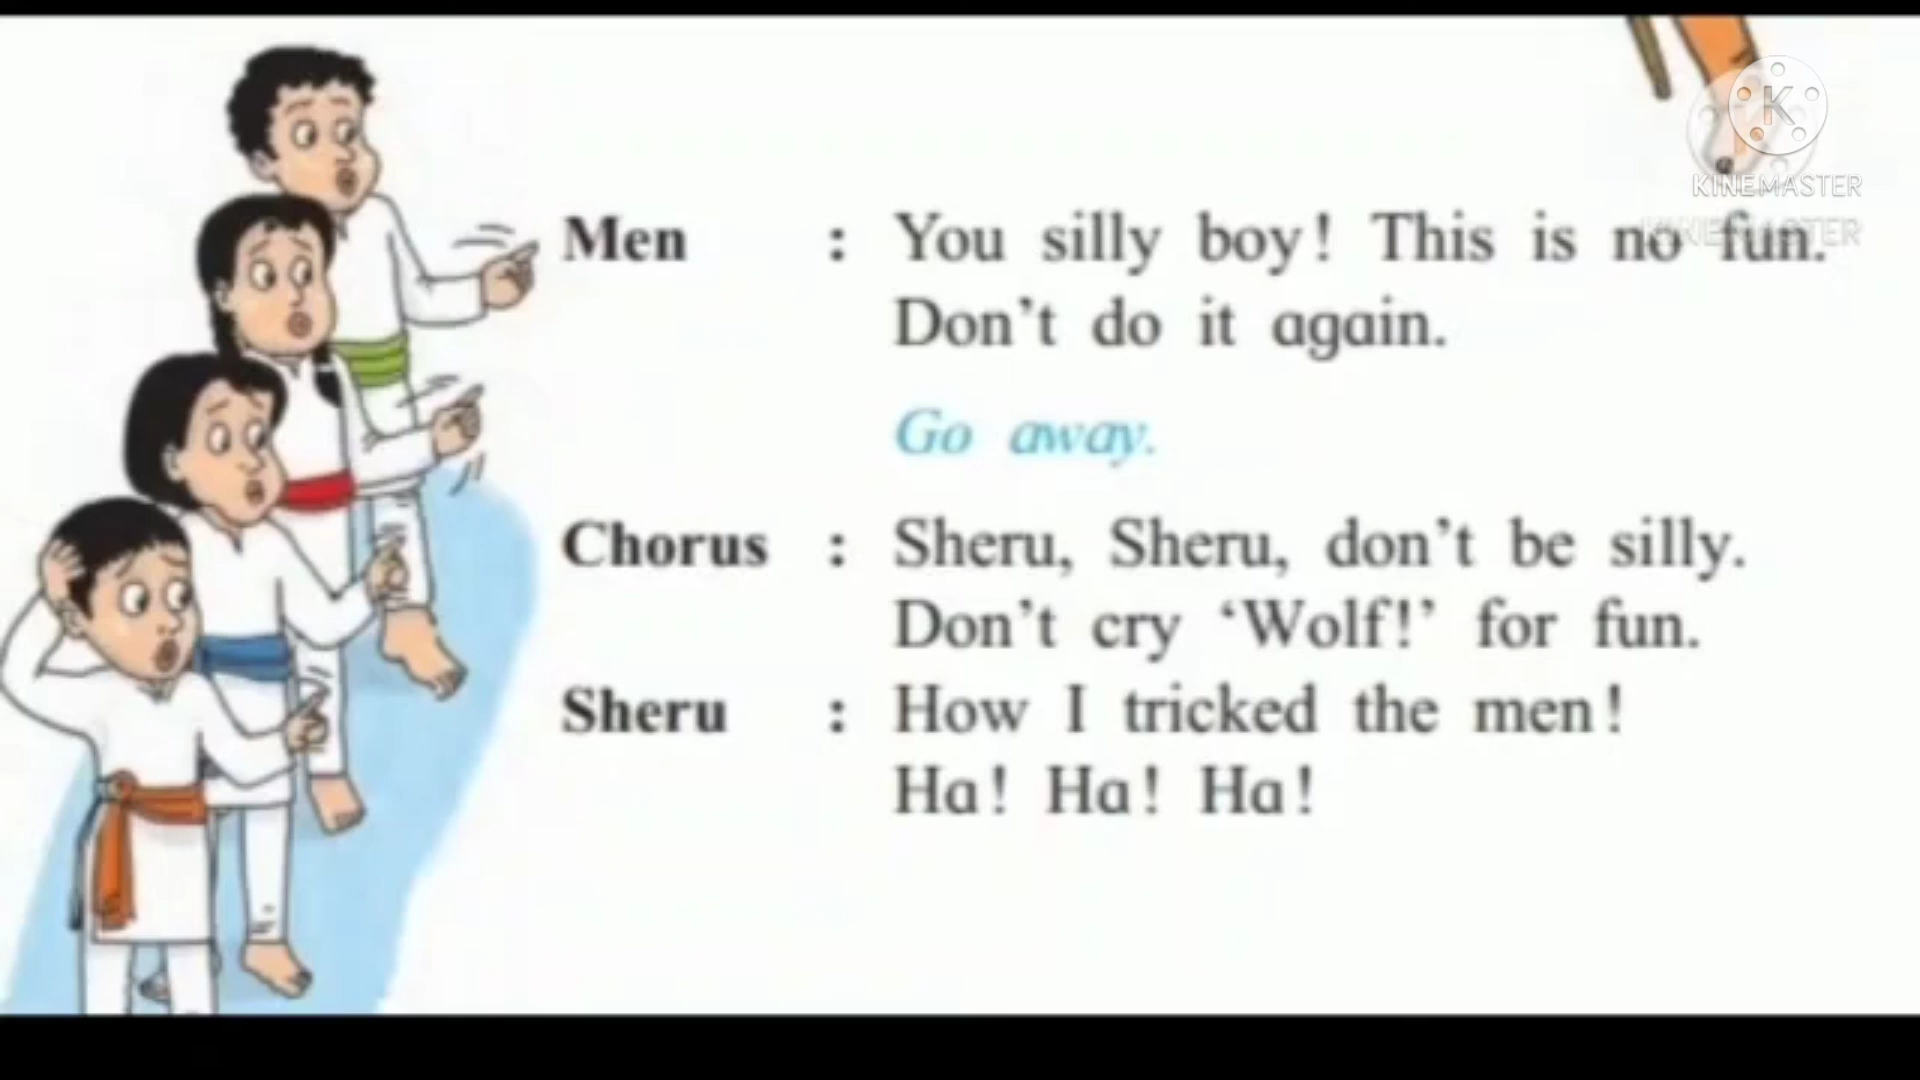 KINEMASTER
KINEMASTER
Men : You silly boy! This is no fun.
Don't do it again.
Go away.
Chorus : Sheru, Sheru, don't be silly.
Don't cry ‘Wolf!’ for fun.
Sheru : How I tricked the men!
Ha! Ha! Ha!